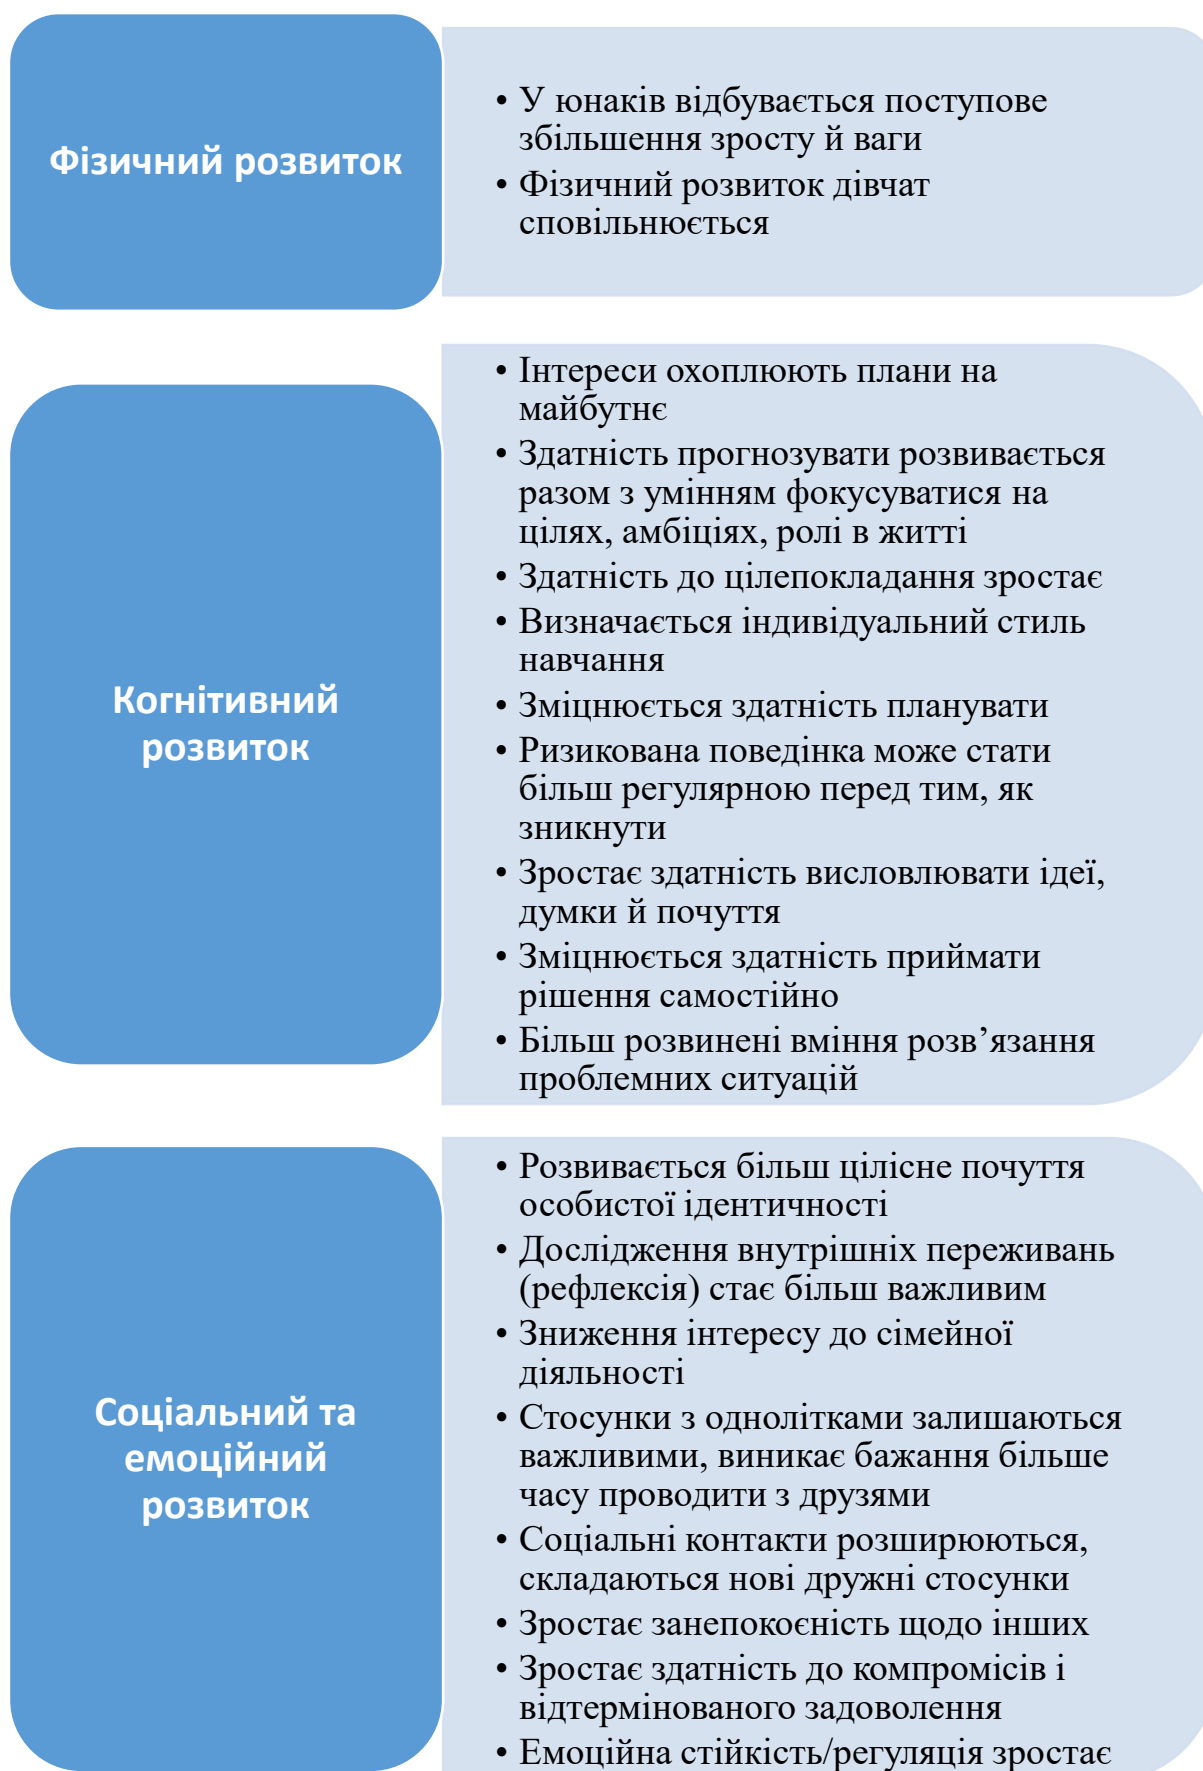 Фізичний розвиток
• У юнаків відбувається поступове
збільшення зросту й ваги
• Фізичний розвиток дівчат
сповільнюється
Когнітивний
розвиток
• Інтереси охоплюють плани на
майбутнє
• Здатність прогнозувати розвивається
разом з умінням фокусуватися на
цілях, амбіціях, ролі в житті
• Здатність до цілепокладання зростає
• Визначається індивідуальний стиль
навчання
• Зміцнюється здатність планувати
• Ризикована поведінка може стати
більш регулярною перед тим, як
зникнути
• Зростає здатність висловлювати ідеї,
думки й почуття
• Зміцнюється здатність приймати
рішення самостійно
• Більш розвинені вміння розв’язання
проблемних ситуацій
Соціальний та
емоційний
розвиток
• Розвивається більш цілісне почуття
особистої ідентичності
• Дослідження внутрішніх переживань
(рефлексія) стає більш важливим
• Зниження інтересу до сімейної
діяльності
• Стосунки з однолітками залишаються
важливими, виникає бажання більше
часу проводити з друзями
• Соціальні контакти розширюються,
складаються нові дружні стосунки
• Зростає занепокоєність щодо інших
• Зростає здатність до компромісів і
відтермінованого задоволення
• Емоційна стійкість/регуляція зростає